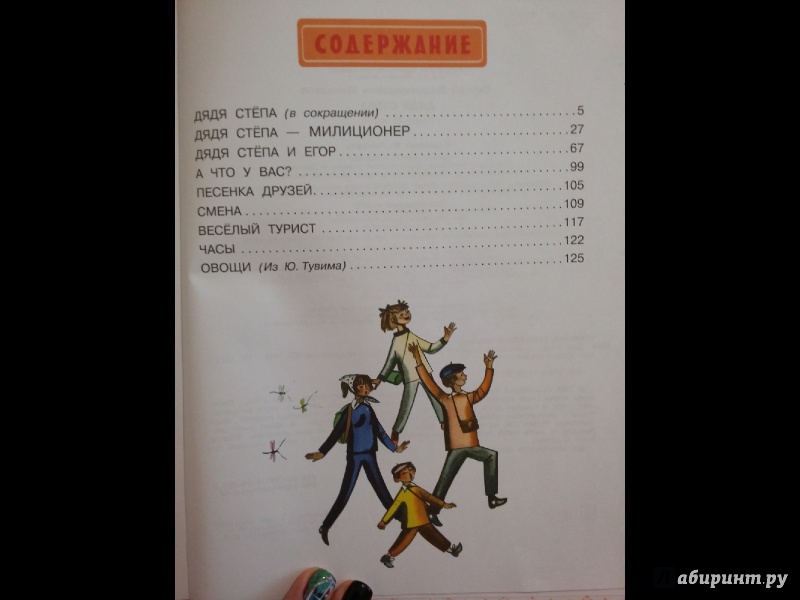 СОДЕРЖАНИЕ
ДЯДЯ СТЁПА (в сокращении) ............................5
ДЯДЯ СТЁПА — МИЛИЦИОНЕР......................27
ДЯДЯ СТЁПА И ЕГОР.................................67
А ЧТО У ВАС? .......................................99
ПЕСЕНКА ДРУЗЕЙ....................................105
СМЕНА..............................................109
ВЕСЁЛЫЙ ТУРИСТ ...................................117
ЧАСЫ ..............................................122
ОВОЩИ (Из Ю. Тувима)..............................125
Лабиринт.ру